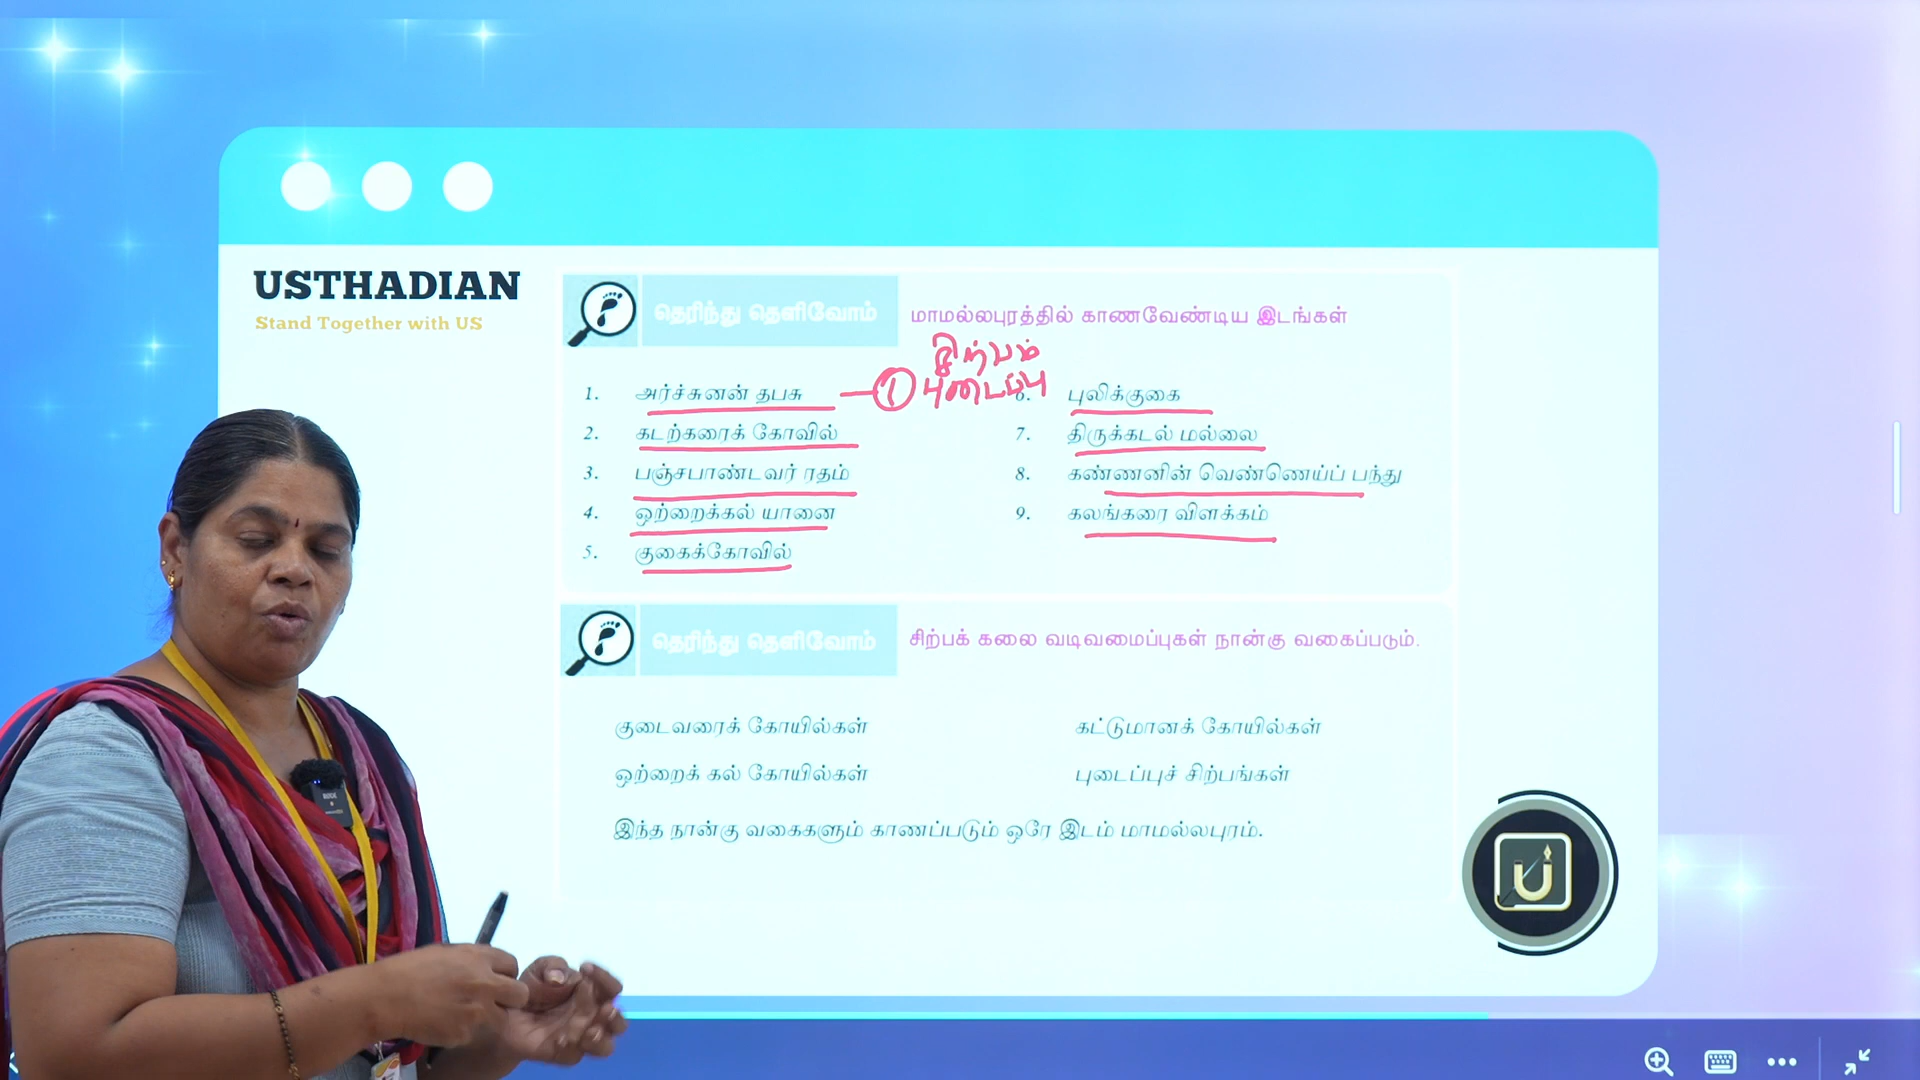 USTHADIAN
Stand Together with US
தெரிந்து தெளிவோம்
மாமல்லபுரத்தில் காணவேண்டிய இடங்கள்
சிற்பம்
1 புடைப்பு
1. அர்ச்சுனன் தபசு
2. கடற்கரைக் கோவில்
3. பஞ்சபாண்டவர் ரதம்
4. ஒற்றைக்கல் யானை
5. குகைக்கோவில்
6. புலிக்குகை
7. திருக்கடல் மல்லை
8. கண்ணனின் வெண்ணெய்ப் பந்து
9. கலங்கரை விளக்கம்
தெரிந்து தெளிவோம்
சிற்பக் கலை வடிவமைப்புகள் நான்கு வகைப்படும்.
குடைவரைக் கோயில்கள்
கட்டுமானக் கோயில்கள்
ஒற்றைக் கல் கோயில்கள்
புடைப்புச் சிற்பங்கள்
இந்த நான்கு வகைகளும் காணப்படும் ஒரே இடம் மாமல்லபுரம்.
U